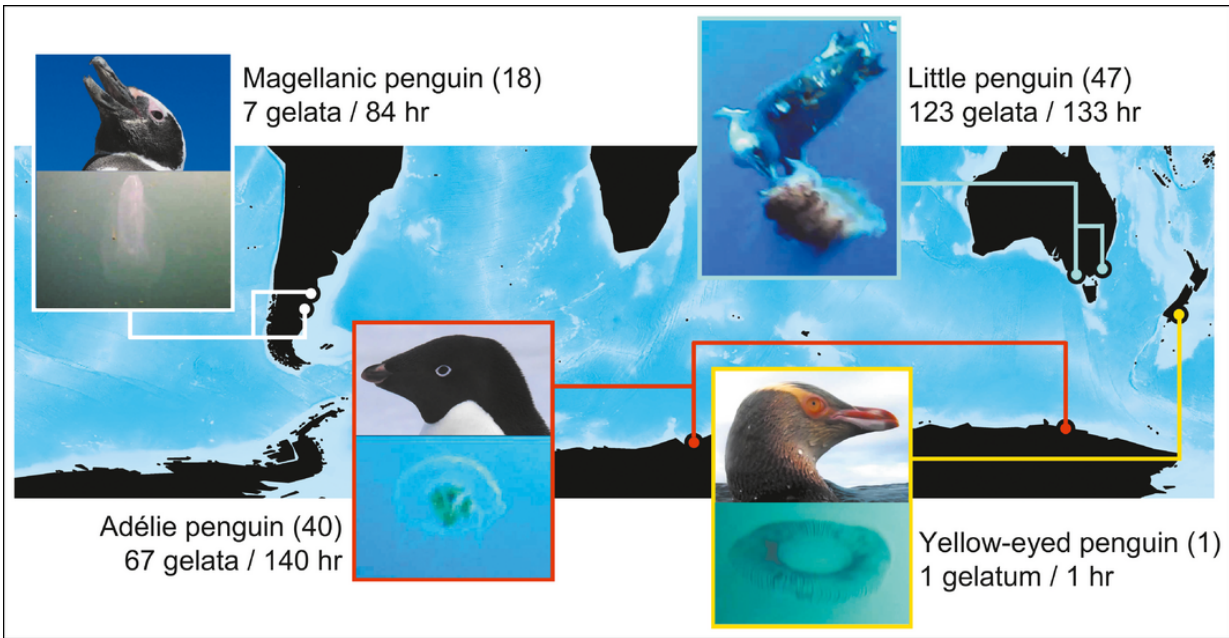 Magellanic penguin (18)
7 gelata / 84 hr
Little penguin (47)
123 gelata / 133 hr
Adélie penguin (40)
67 gelata / 140 hr
Yellow-eyed penguin (1)
1 gelatum / 1 hr